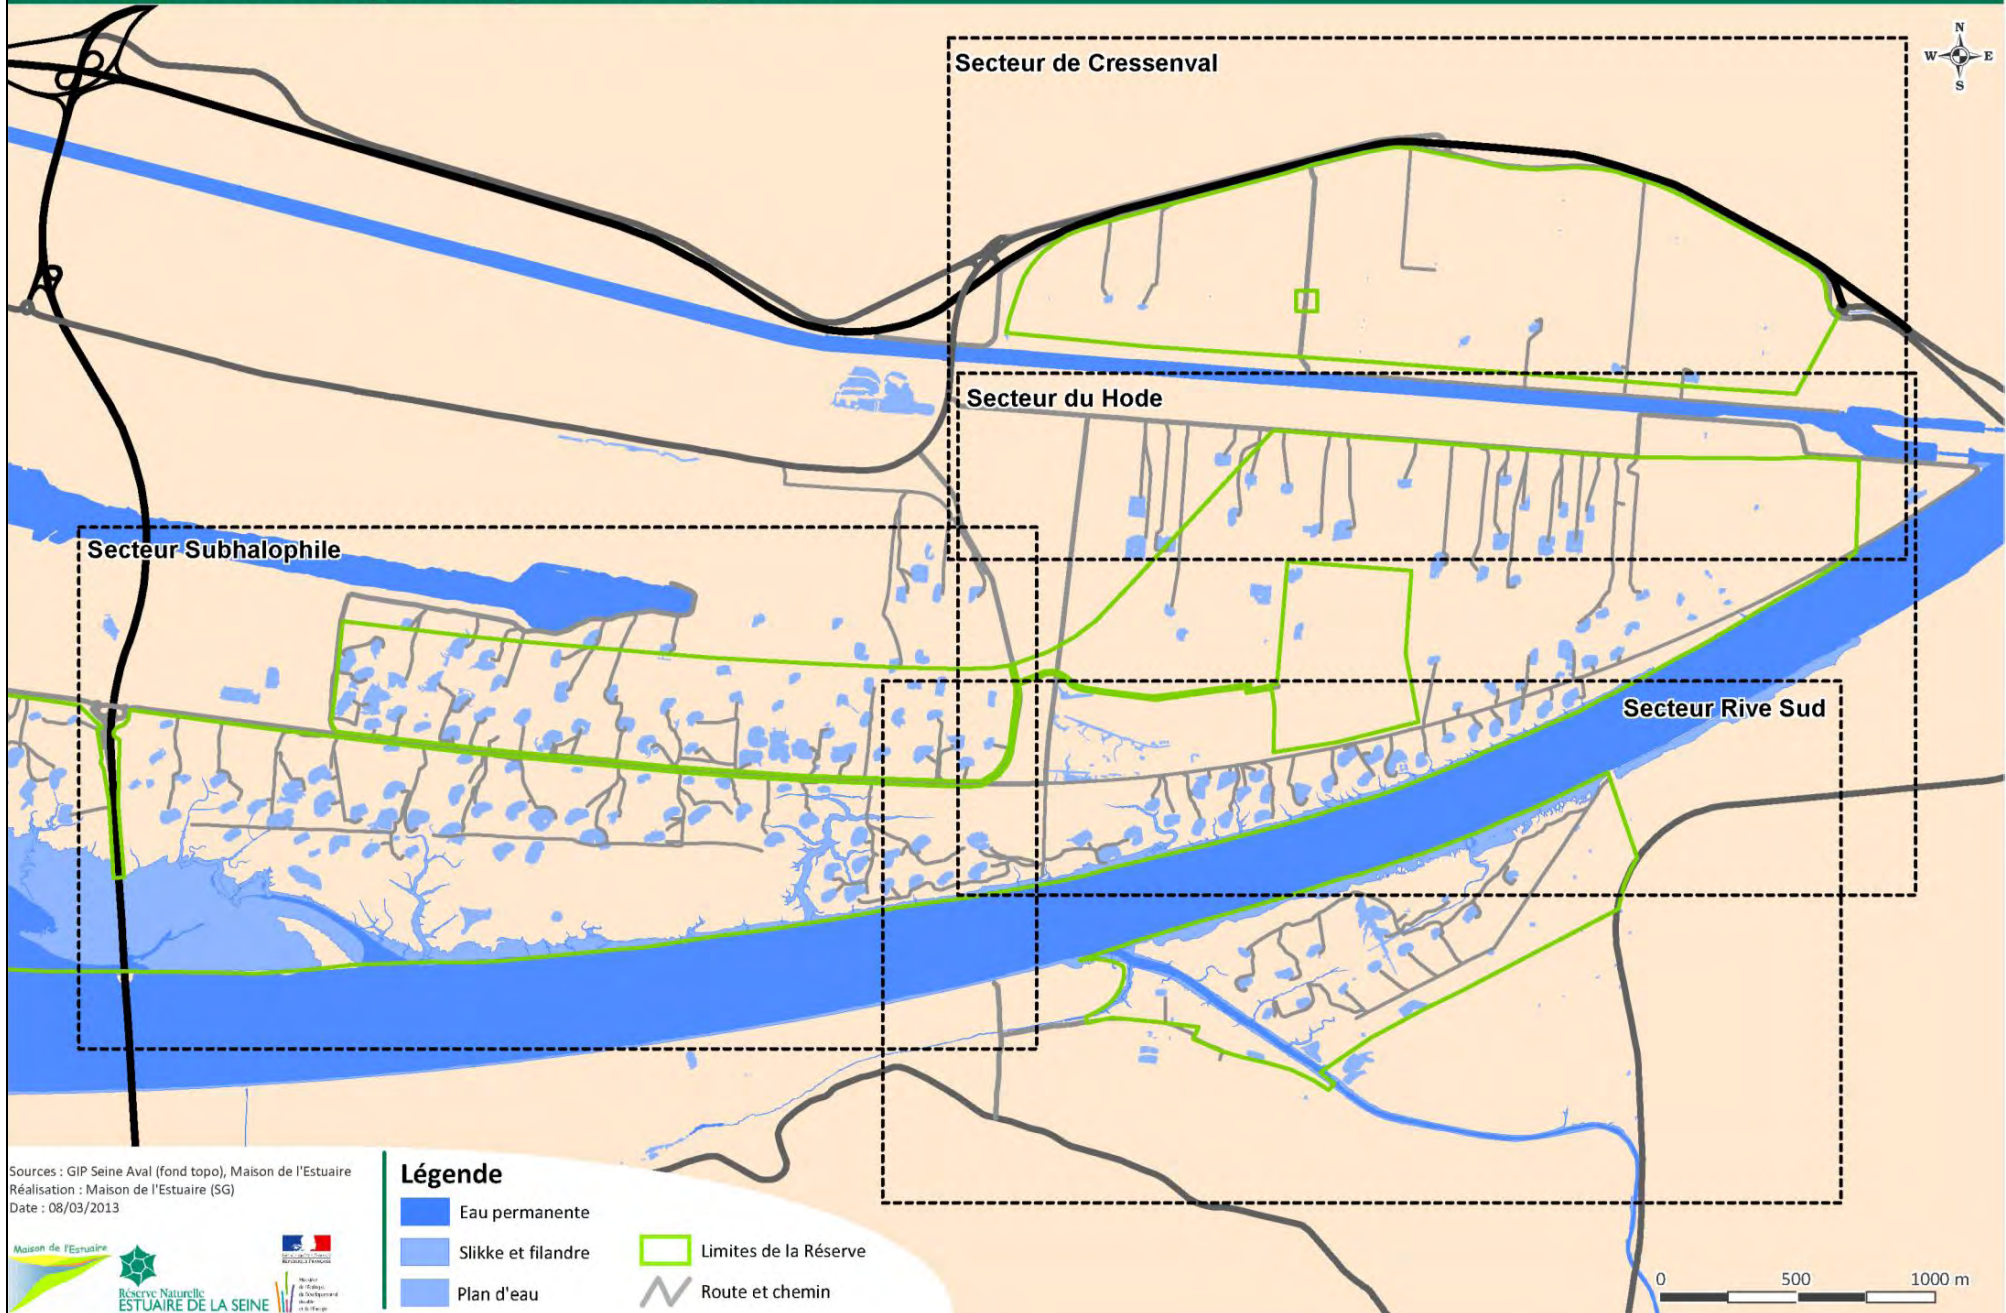 N
W E
S
Secteur de Cressenval
Secteur du Hode
Secteur Subhalophile
Secteur Rive Sud
Sources : GIP Seine Aval (fond topo), Maison de l'Estuaire
Réalisation : Maison de l'Estuaire (SG)
Date : 08/03/2013
Maison de l'Estuaire
Réserve Naturelle
ESTUAIRE DE LA SEINE
Légende
Eau permanente
Slikke et filandre
Plan d'eau
Limites de la Réserve
Route et chemin
0 500 1000 m